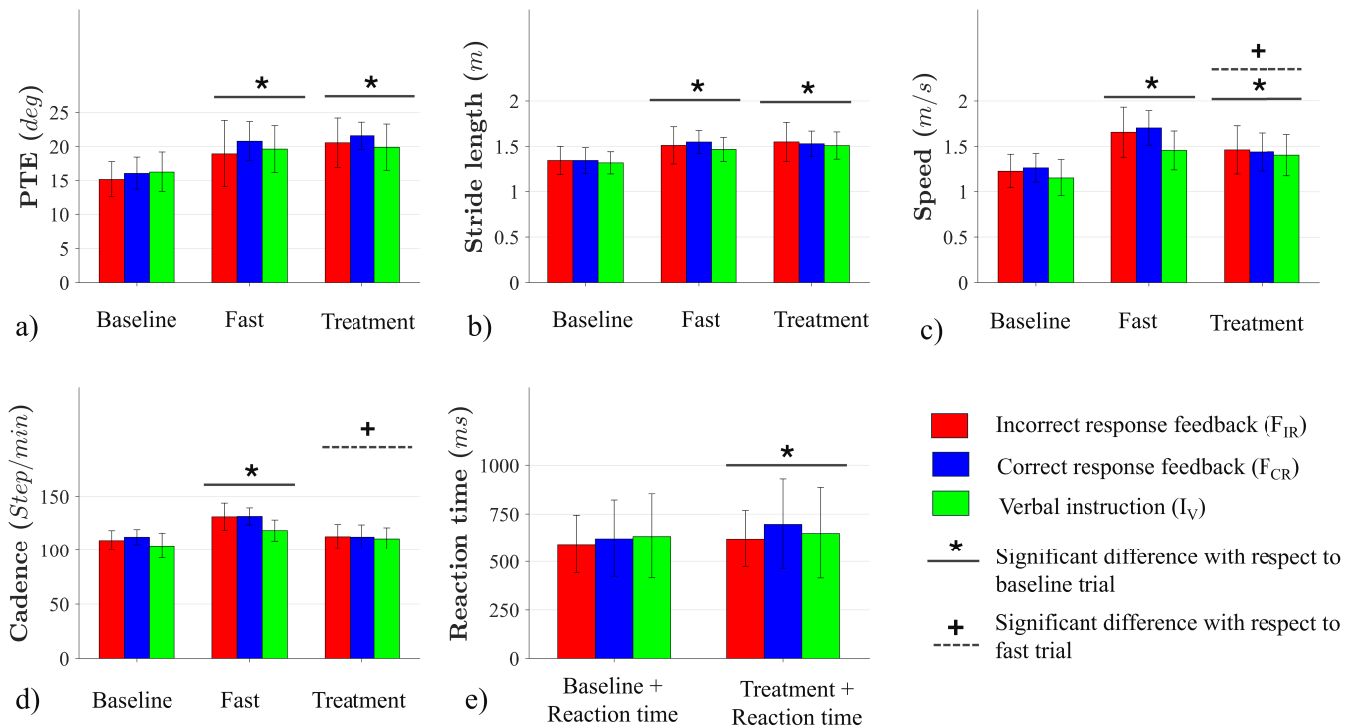 PTE (deg)
25
20
15
10
5
0
*
*
Baseline
Fast
Treatment
a)
Stride length (m)
2
1.5
1
0.5
0
*
*
Baseline
Fast
Treatment
b)
Speed (m/s)
2
1.5
1
0.5
0
*
+
*
Baseline
Fast
Treatment
c)
Cadence (Step/min)
150
100
50
0
*
+
Baseline
Fast
Treatment
d)
Reaction time (ms)
1000
750
500
250
0
*
Baseline +
Reaction time
Treatment +
Reaction time
e)
Incorrect response feedback (F_IR)
Correct response feedback (F_CR)
Verbal instruction (I_V)
* Significant difference with respect to
baseline trial
+ Significant difference with respect to
fast trial